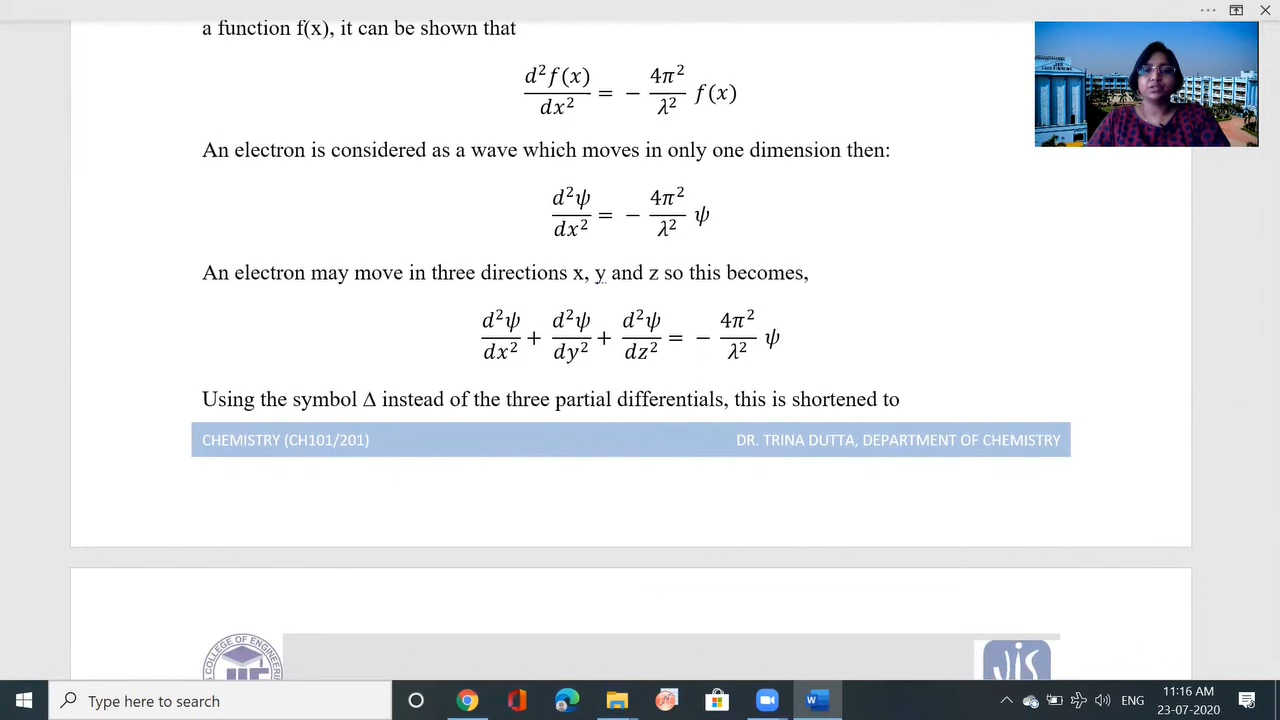 a function f(x), it can be shown that
d²f(x)/dx² = − 4π²/λ² f(x)
An electron is considered as a wave which moves in only one dimension then:
d²ψ/dx² = − 4π²/λ² ψ
An electron may move in three directions x, y and z so this becomes,
d²ψ/dx² + d²ψ/dy² + d²ψ/dz² = − 4π²/λ² ψ
Using the symbol Δ instead of the three partial differentials, this is shortened to
CHEMISTRY (CH101/201) DR. TRINA DUTTA, DEPARTMENT OF CHEMISTRY
COLLEGE OF ENGINEERING
JIS
Type here to search
ENG
11:16 AM
23-07-2020